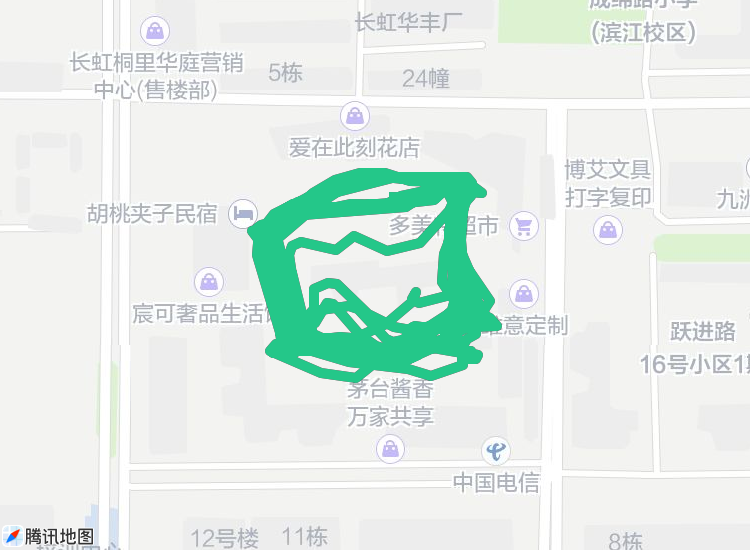 成绵路小学
(滨江校区)
长虹华丰厂
长虹桐里华庭营销
中心(售楼部)
5栋
24幢
爱在此刻花店
博艾文具
打字复印
九洲
胡桃夹子民宿
多美
超市
宸可奢品生活
意定制
跃进路
16号小区1期
茅台酱香
万家共享
中国电信
腾讯地图
12号楼
11栋
8栋